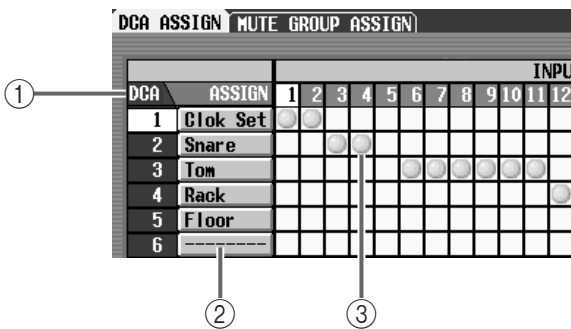 DCA ASSIGN MUTE GROUP ASSIGN
INPU
DCA ASSIGN 1 2 3 4 5 6 7 8 9 10 11 12
1 Clok Set
2 Snare
3 Tom
4 Rack
5 Floor
6 --------
1
2 3